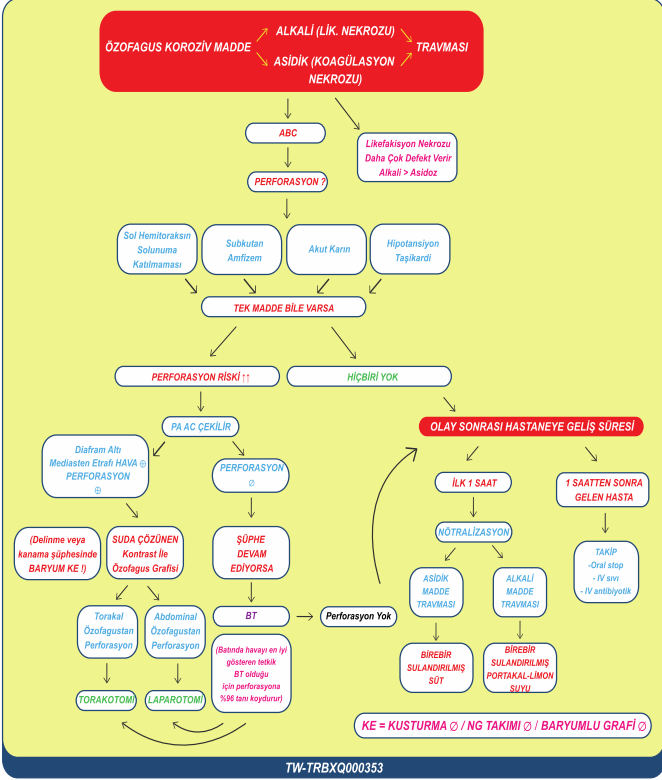 ÖZOFAGUS KOROZİV MADDE
ALKALİ (LİK. NEKROZU)
ASİDİK (KOAGÜLASYON
NEKROZU)
TRAVMASI
ABC
Likefakisyon Nekrozu
Daha Çok Defekt Verir
Alkali > Asidoz
PERFORASYON ?
Sol Hemitoraksın
Solunuma
Katılmaması
Subkutan
Amfizem
Akut Karın
Hipotansiyon
Taşikardi
TEK MADDE BİLE VARSA
PERFORASYON RİSKİ ↑↑
HİÇBİRİ YOK
PA AC ÇEKİLİR
OLAY SONRASI HASTANEYE GELİŞ SÜRESİ
Diafram Altı
Mediasten Etrafı HAVA ⊕
PERFORASYON
⊕
PERFORASYON
∅
İLK 1 SAAT
1 SAATTEN SONRA
GELEN HASTA
NÖTRALİZASYON
(Delinme veya
kanama şüphesinde
BARYUM KE !)
SUDA ÇÖZÜNEN
Kontrast İle
Özofagus Grafisi
ŞÜPHE
DEVAM
EDİYORSA
TAKİP
-Oral stop
- IV sıvı
- IV antibiyotik
ASİDİK
MADDE
TRAVMASI
ALKALİ
MADDE
TRAVMASI
Torakal
Özofagustan
Perforasyon
Abdominal
Özofagustan
Perforasyon
BT
Perforasyon Yok
(Batında havayı en iyi
gösteren tetkik
BT olduğu
için perforasyona
%96 tanı koydurur)
BİREBİR
SULANDIRILMIŞ
SÜT
BİREBİR
SULANDIRILMIŞ
PORTAKAL-LİMON
SUYU
TORAKOTOMİ
LAPAROTOMİ
KE = KUSTURMA ∅ / NG TAKIMI ∅ / BARYUMLU GRAFİ ∅
TW-TRBXQ000353